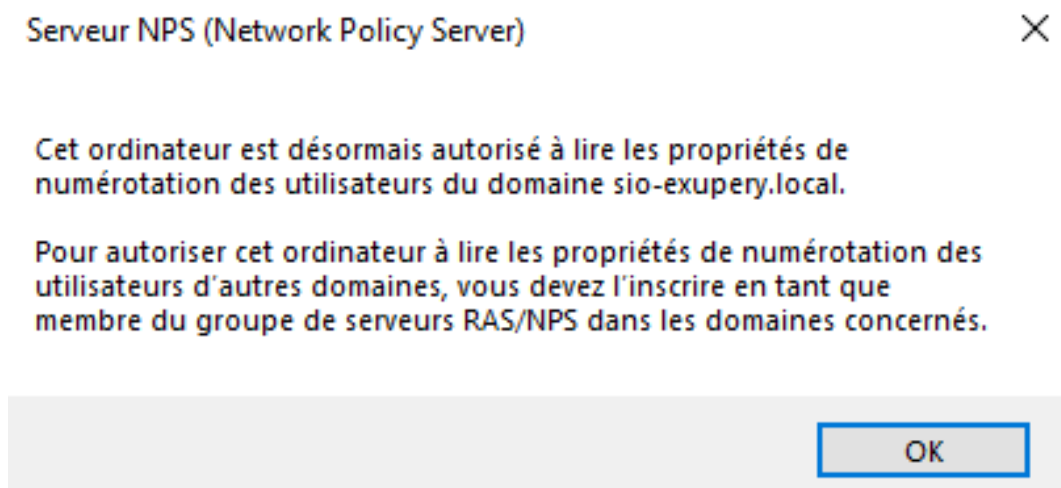 Serveur NPS (Network Policy Server)
Cet ordinateur est désormais autorisé à lire les propriétés de
numérotation des utilisateurs du domaine sio-exupery.local.
Pour autoriser cet ordinateur à lire les propriétés de numérotation des
utilisateurs d'autres domaines, vous devez l'inscrire en tant que
membre du groupe de serveurs RAS/NPS dans les domaines concernés.
OK